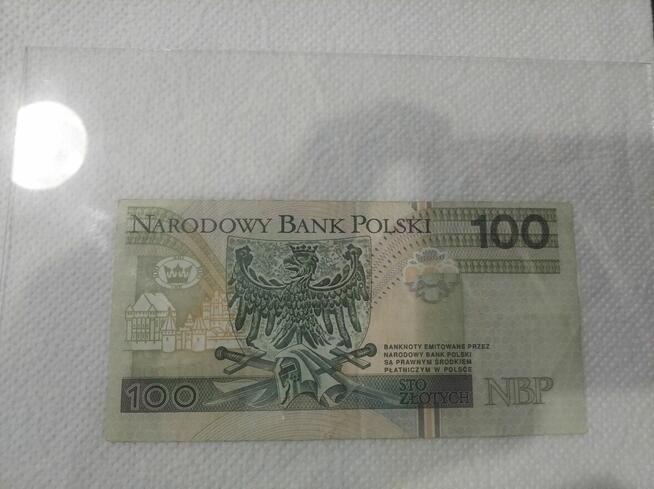 NARODOWY BANK POLSKI
100
BANKNOTY EMITOWANE PRZEZ
NARODOWY BANK POLSKI
SĄ PRAWNYM ŚRODKIEM
PŁATNICZYM W POLSCE
100
STO
ZŁOTYCH
NBP